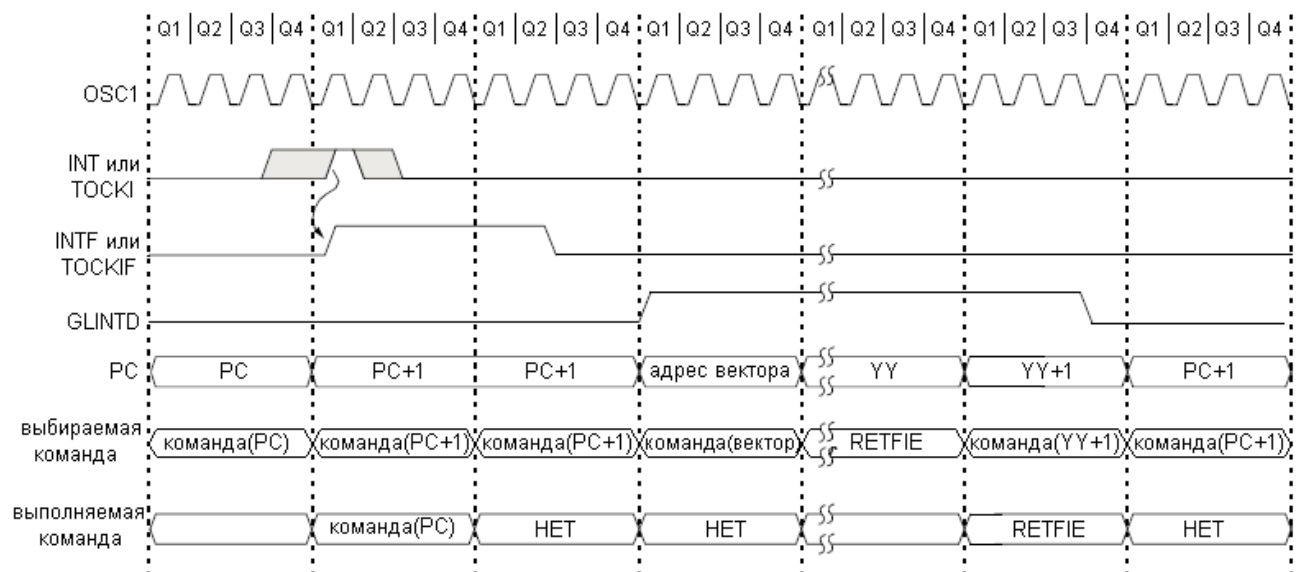 Q1 Q2 Q3 Q4 Q1 Q2 Q3 Q4 Q1 Q2 Q3 Q4 Q1 Q2 Q3 Q4 Q1 Q2 Q3 Q4 Q1 Q2 Q3 Q4 Q1 Q2 Q3 Q4
OSC1
INT или
TOCKI
INTF или
TOCKIF
GLINTD
PC PC PC+1 PC+1 адрес вектора YY YY+1 PC+1
выбираемая
команда
команда(PC) команда(PC+1) команда(PC+1) команда(вектор) RETFIE команда(YY+1) команда(PC+1)
выполняемая
команда
команда(PC) НЕТ НЕТ RETFIE НЕТ